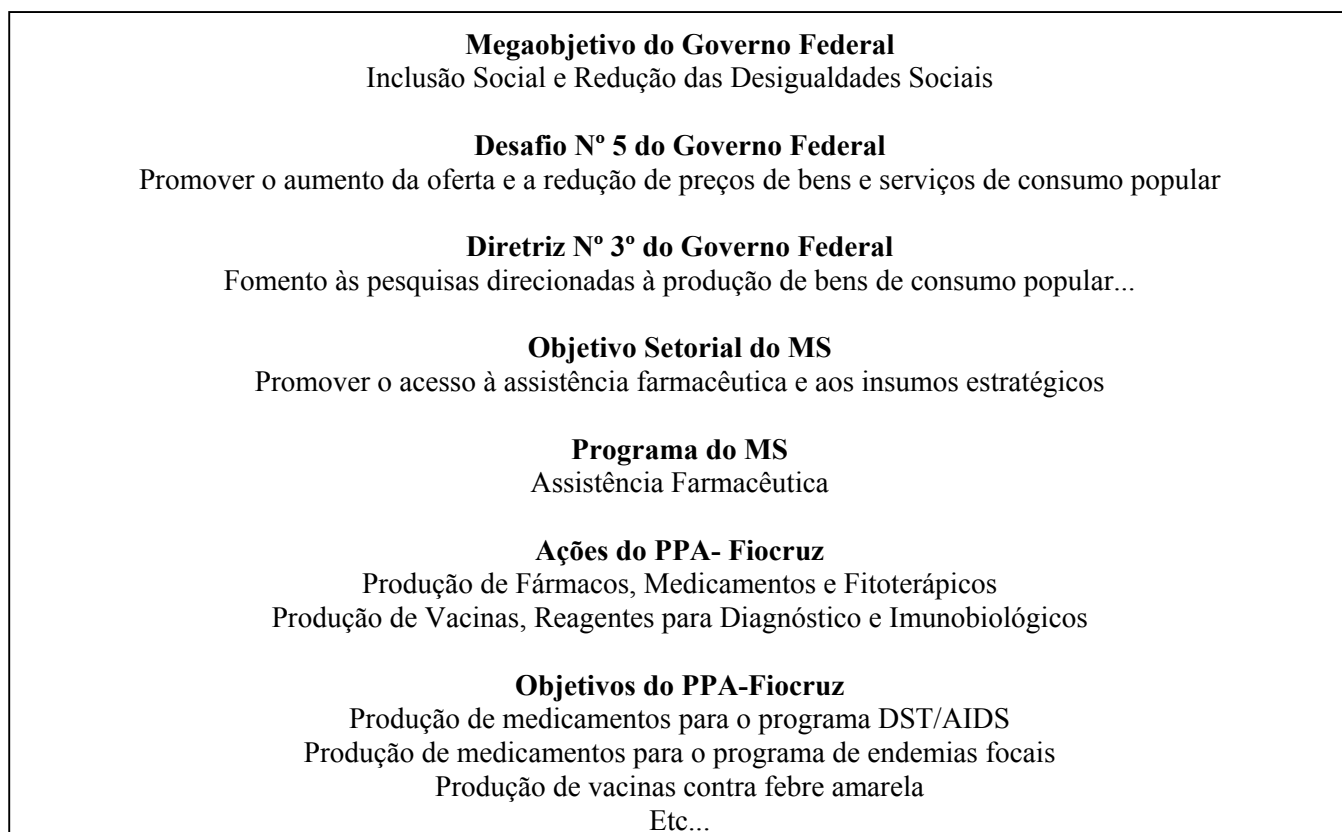 Megaobjetivo do Governo Federal
Inclusão Social e Redução das Desigualdades Sociais
Desafio Nº 5 do Governo Federal
Promover o aumento da oferta e a redução de preços de bens e serviços de consumo popular
Diretriz Nº 3º do Governo Federal
Fomento às pesquisas direcionadas à produção de bens de consumo popular...
Objetivo Setorial do MS
Promover o acesso à assistência farmacêutica e aos insumos estratégicos
Programa do MS
Assistência Farmacêutica
Ações do PPA- Fiocruz
Produção de Fármacos, Medicamentos e Fitoterápicos
Produção de Vacinas, Reagentes para Diagnóstico e Imunobiológicos
Objetivos do PPA-Fiocruz
Produção de medicamentos para o programa DST/AIDS
Produção de medicamentos para o programa de endemias focais
Produção de vacinas contra febre amarela
Etc...